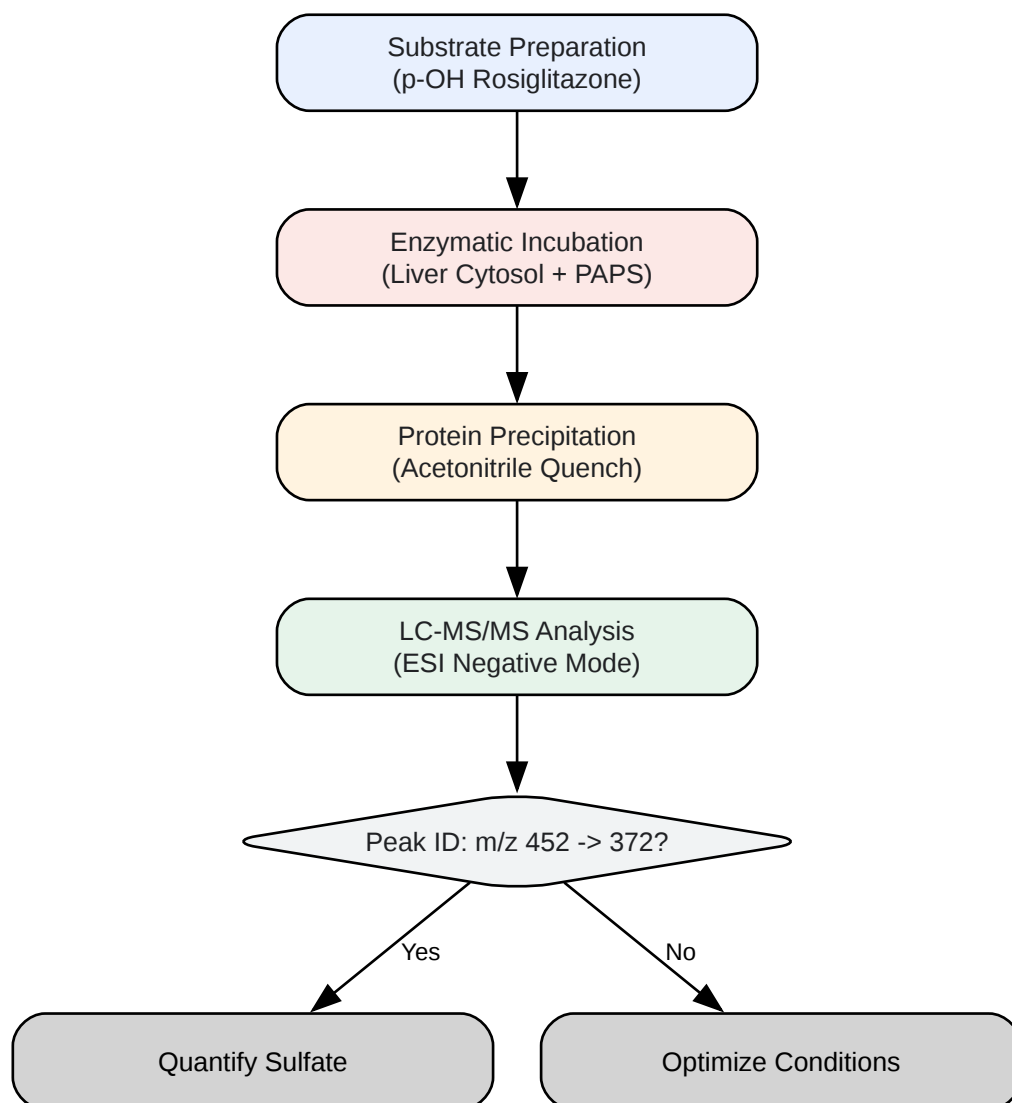 Substrate Preparation
(p-OH Rosiglitazone)
Enzymatic Incubation
(Liver Cytosol + PAPS)
Protein Precipitation
(Acetonitrile Quench)
LC-MS/MS Analysis
(ESI Negative Mode)
Peak ID: m/z 452 -> 372?
Yes
No
Quantify Sulfate
Optimize Conditions